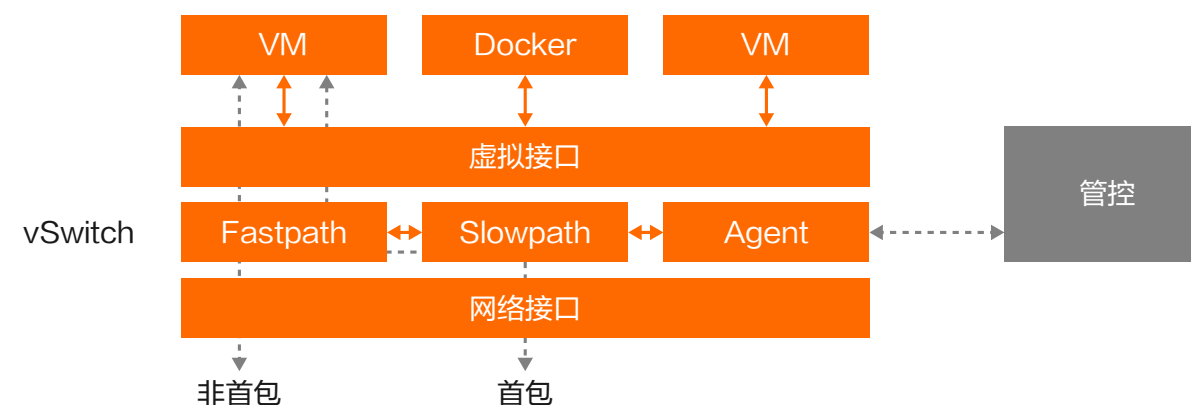 VM
Docker
VM
虚拟接口
管控
vSwitch
Fastpath
Slowpath
Agent
网络接口
非首包
首包